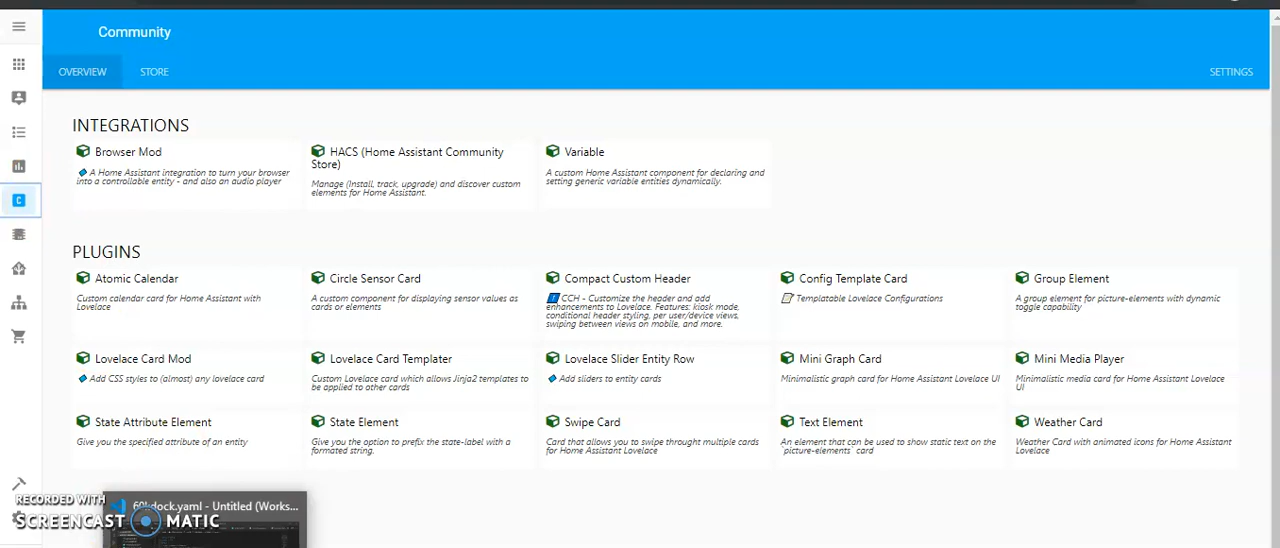 Community
OVERVIEW
STORE
SETTINGS
INTEGRATIONS
Browser Mod
A Home Assistant integration to turn your browser
into a controllable entity - and also an audio player
HACS (Home Assistant Community
Store)
Manage (Install, track, upgrade) and discover custom
elements for Home Assistant.
Variable
A custom Home Assistant component for declaring and
setting generic variable entities dynamically.
PLUGINS
Atomic Calendar
Custom calendar card for Home Assistant with
Lovelace
Circle Sensor Card
A custom component for displaying sensor values as
cards or elements
Compact Custom Header
CCH - Customize the header and add
enhancements to Lovelace. Features: kiosk mode,
conditional header styling, per user/device views,
swiping between views on mobile, and more.
Config Template Card
Templatable Lovelace Configurations
Group Element
A group element for picture-elements with dynamic
toggle capability
Lovelace Card Mod
Add CSS styles to (almost) any lovelace card
Lovelace Card Templater
Custom Lovelace card which allows Jinja2 templates to
be applied to other cards
Lovelace Slider Entity Row
Add sliders to entity cards
Mini Graph Card
Minimalistic graph card for Home Assistant Lovelace UI
Mini Media Player
Minimalistic media card for Home Assistant Lovelace
UI
State Attribute Element
Give you the specified attribute of an entity
State Element
Give you the option to prefix the state-label with a
formated string.
Swipe Card
Card that allows you to swipe throught multiple cards
for Home Assistant Lovelace
Text Element
An element that can be used to show static text on the
`picture-elements` card
Weather Card
Weather Card with animated icons for Home Assistant
Lovelace
C
RECORDED WITH
SCREENCAST MATIC
dock.yaml - Untitled (Works...